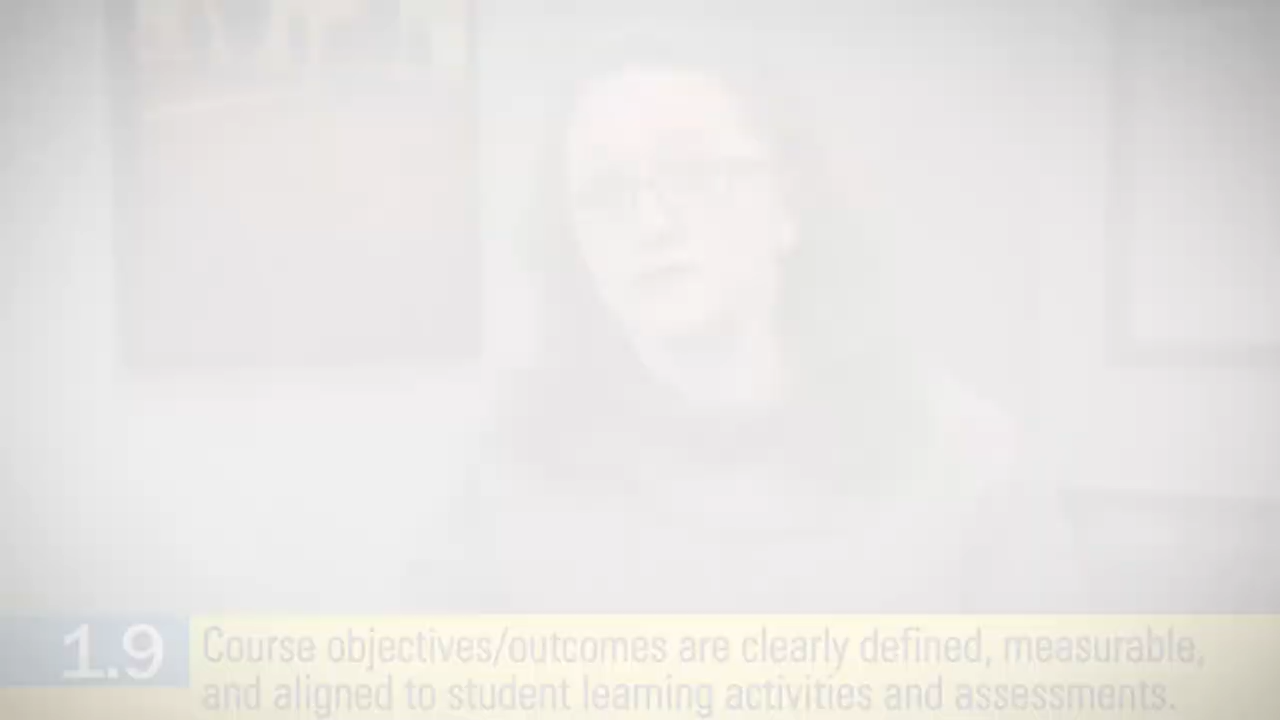 1.9
Course objectives/outcomes are clearly defined, measurable,
and aligned to student learning activities and assessments.